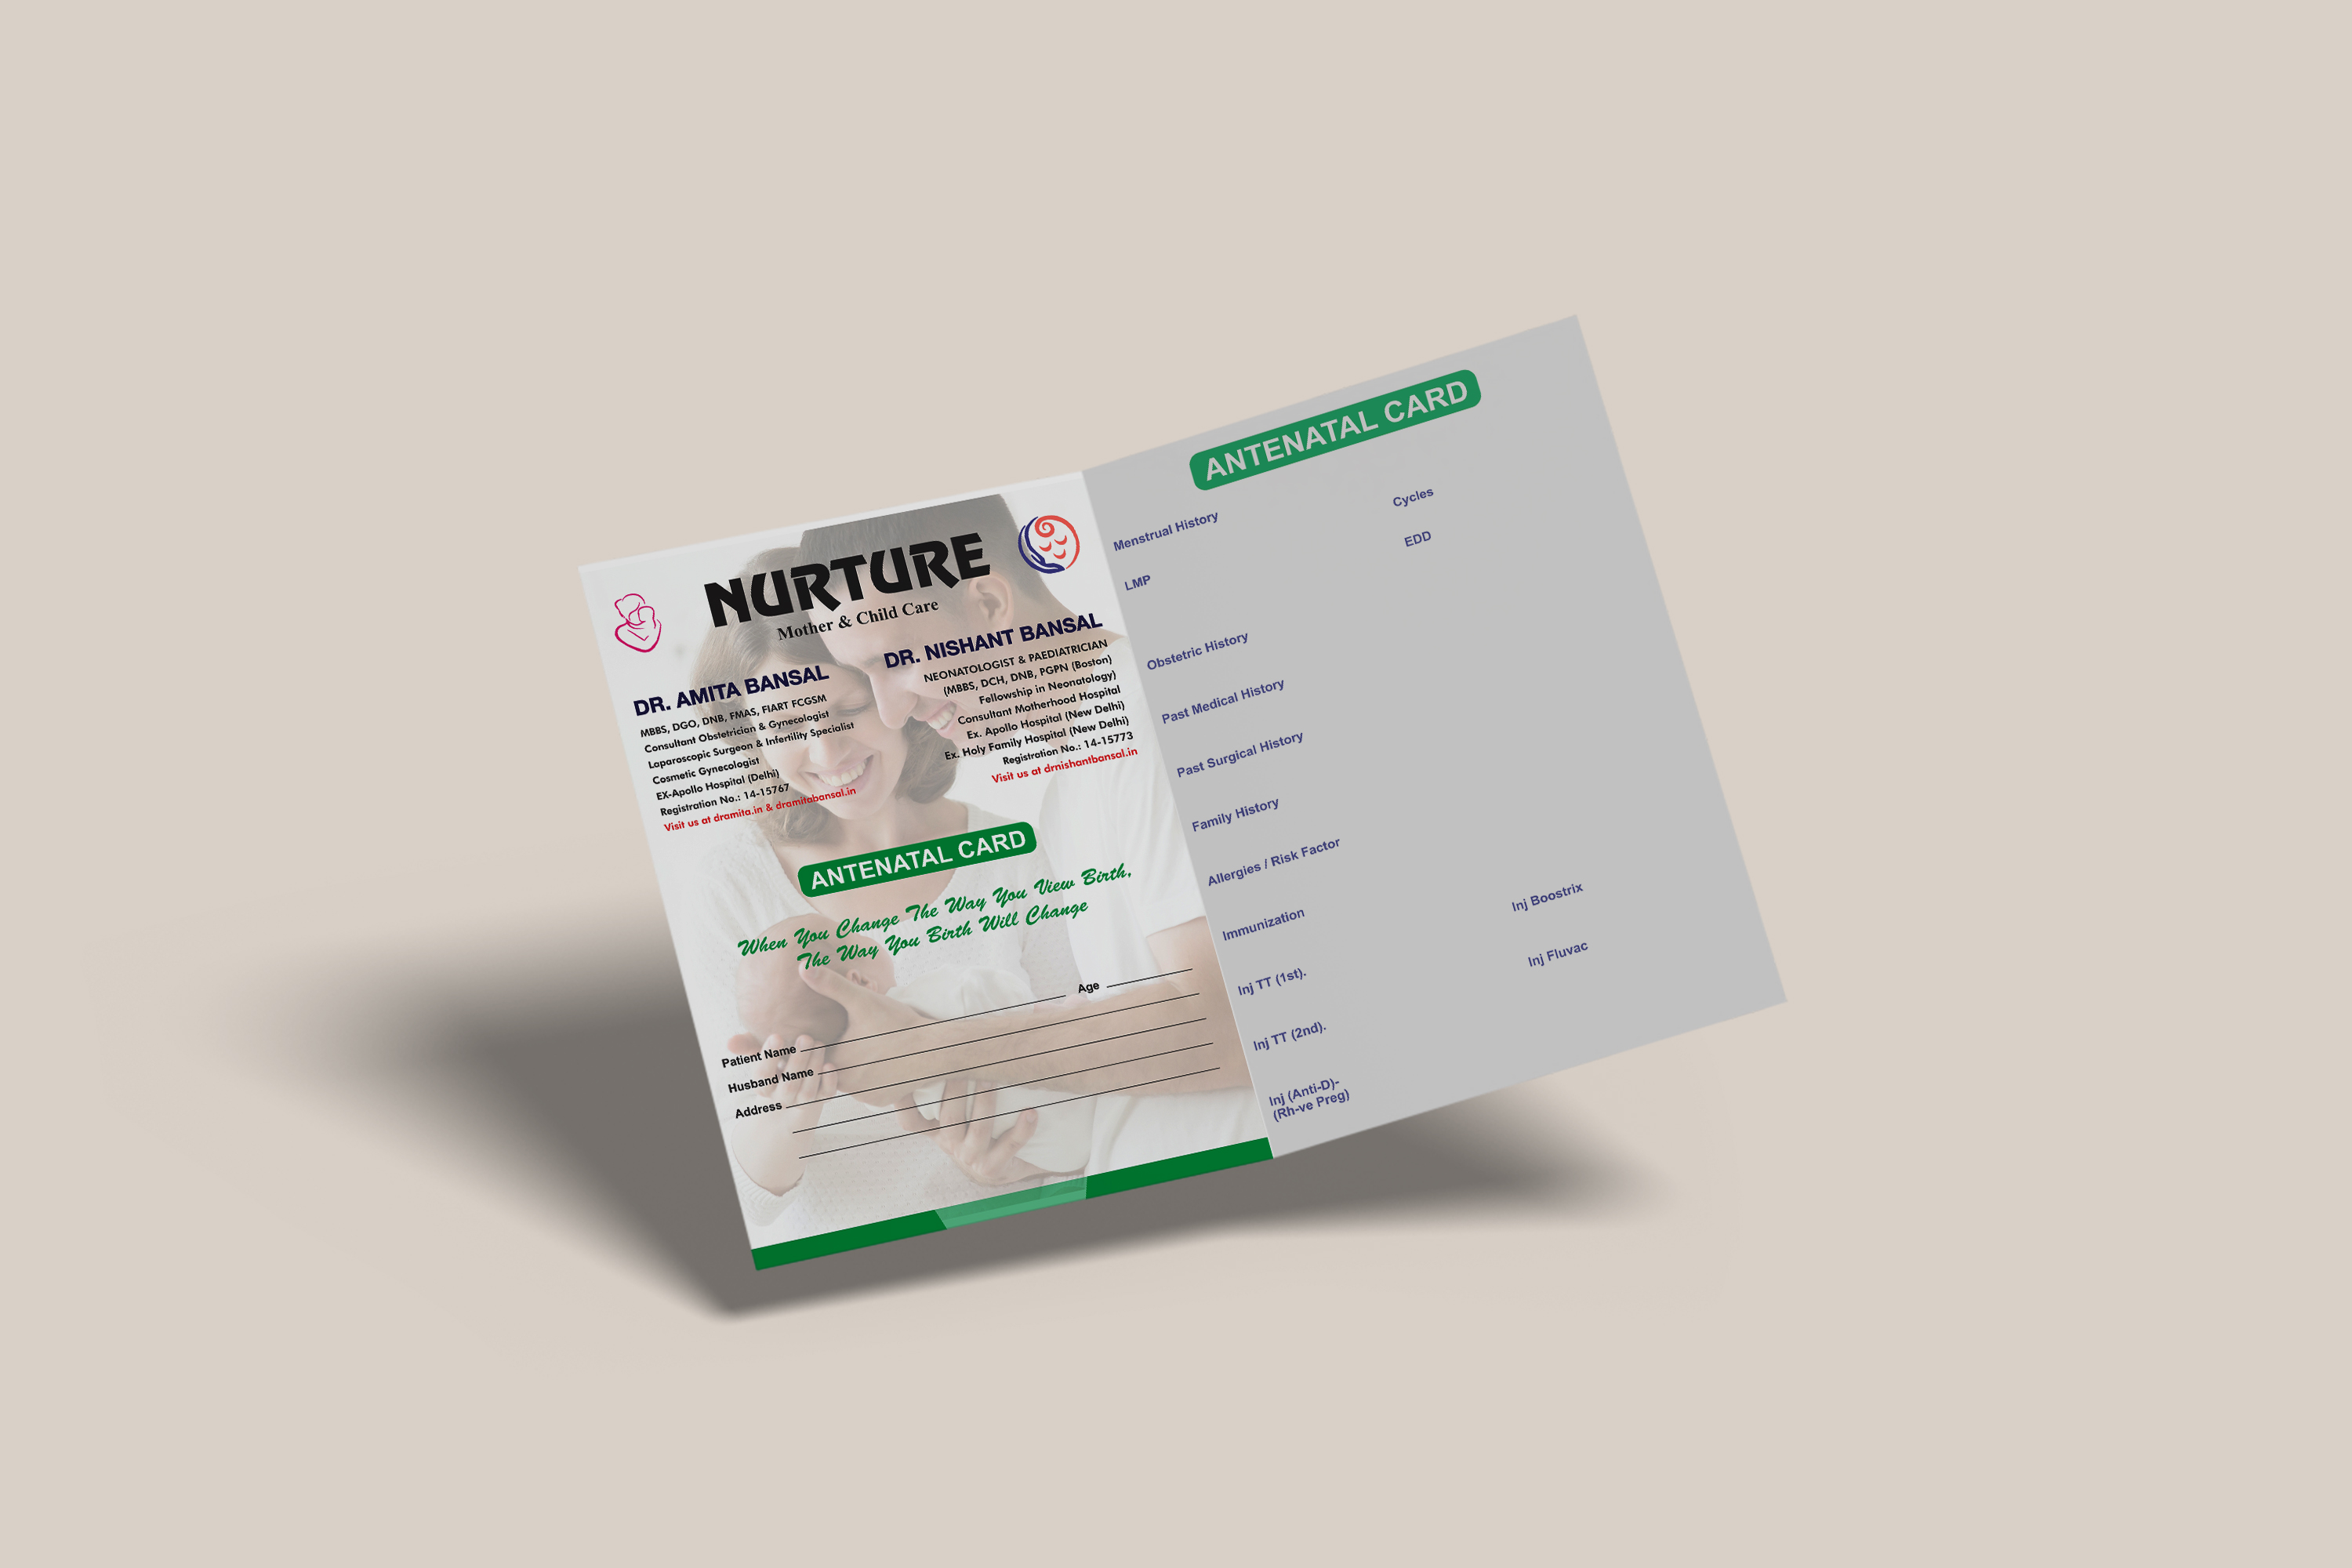 NURTURE
Mother & Child Care
DR. AMITA BANSAL
MBBS, DGO, DNB, FMAS, FIART FCGSM
Consultant Obstetrician & Gynecologist
Laparoscopic Surgeon & Infertility Specialist
Cosmetic Gynecologist
EX-Apollo Hospital (Delhi)
Registration No.: 14-15767
Visit us at dramita.in & dramitabansal.in
DR. NISHANT BANSAL
NEONATOLOGIST & PAEDIATRICIAN
(MBBS, DCH, DNB, PGPN (Boston)
Fellowship in Neonatology)
Consultant Motherhood Hospital
Ex. Apollo Hospital (New Delhi)
Ex. Holy Family Hospital (New Delhi)
Registration No.: 14-15773
Visit us at drnishantbansal.in
ANTENATAL CARD
When You Change The Way You View Birth,
The Way You Birth Will Change
Patient Name Age
Husband Name
Address
ANTENATAL CARD
Menstrual History Cycles
LMP EDD
Obstetric History
Past Medical History
Past Surgical History
Family History
Allergies / Risk Factor
Immunization
Inj TT (1st). Inj Boostrix
Inj TT (2nd). Inj Fluvac
Inj (Anti-D)-
(Rh-ve Preg)